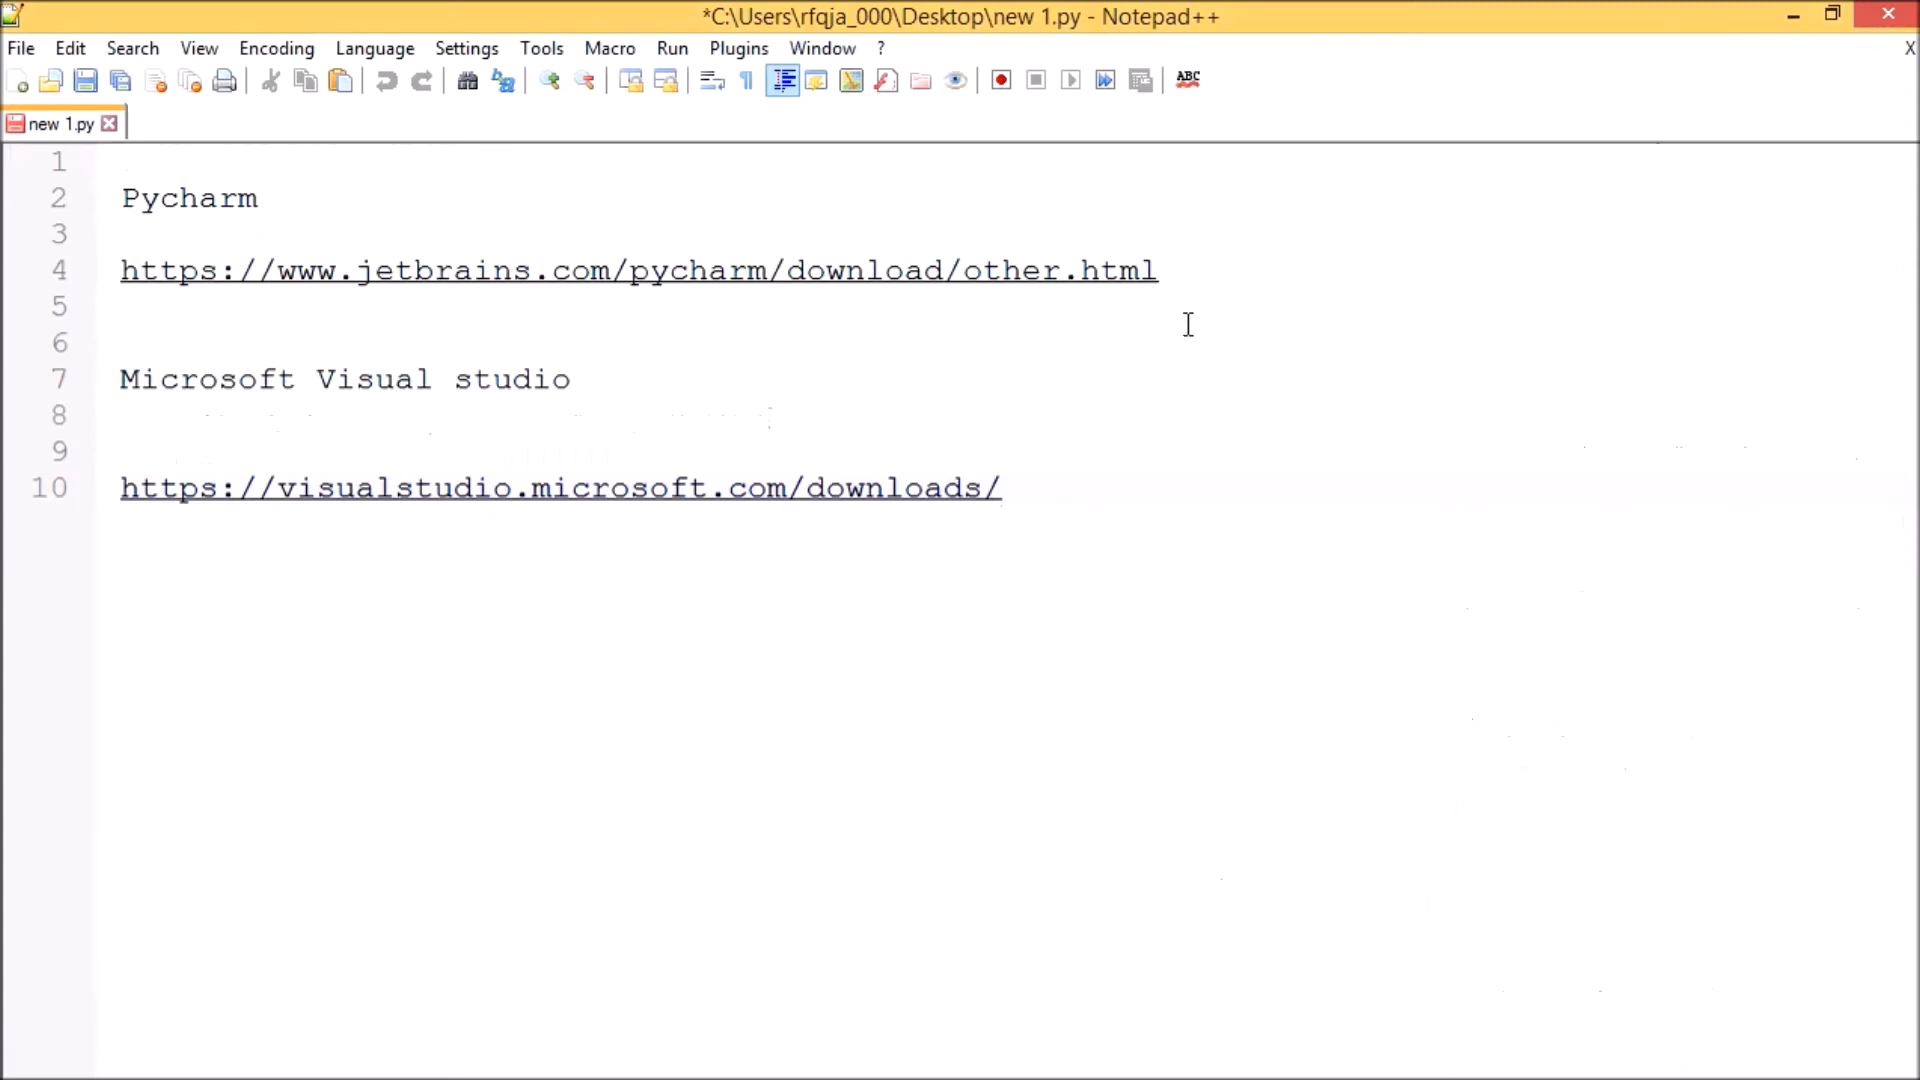 *C:\Users\rfqja_000\Desktop\new 1.py - Notepad++
File Edit Search View Encoding Language Settings Tools Macro Run Plugins Window ? X
ABC
new 1.py
1
2 Pycharm
3
4 https://www.jetbrains.com/pycharm/download/other.html
5
6
7 Microsoft Visual studio
8
9
10 https://visualstudio.microsoft.com/downloads/